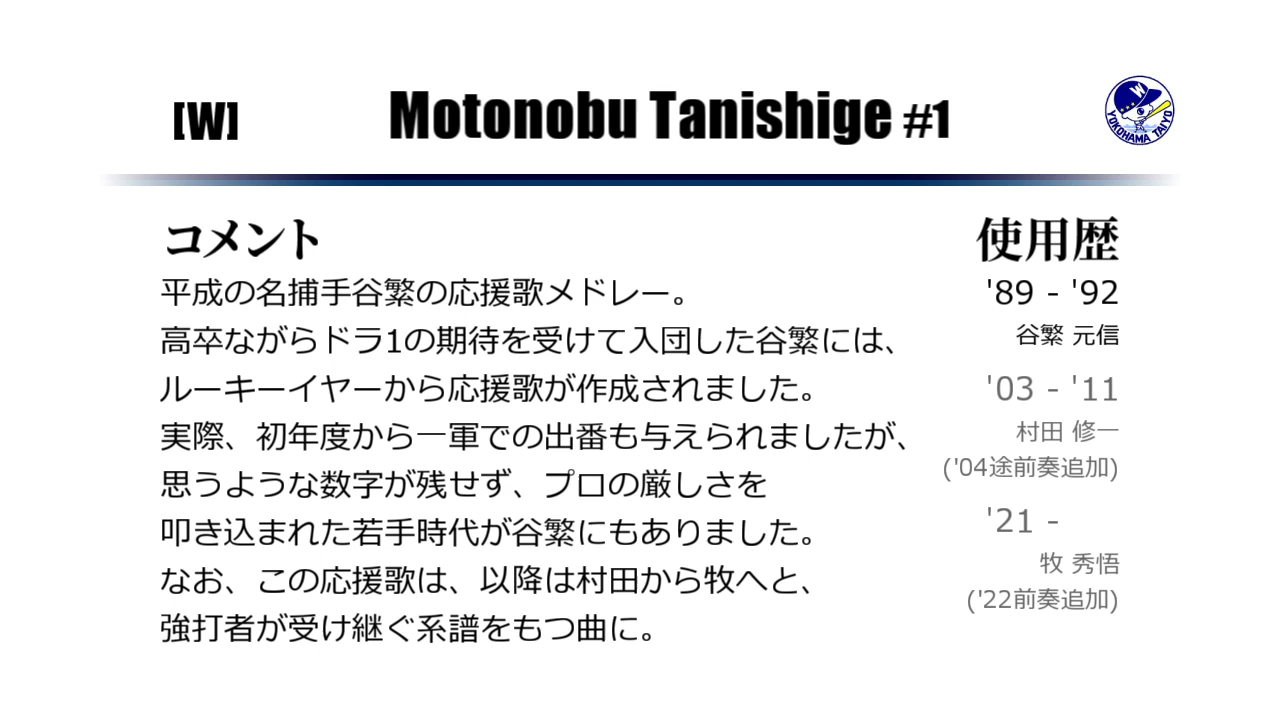 [W]
Motonobu Tanishige #1
W
YOKOHAMA TAIYO
コメント
平成の名捕手谷繁の応援歌メドレー。
高卒ながらドラ1の期待を受けて入団した谷繁には、
ルーキーイヤーから応援歌が作成されました。
実際、初年度から一軍での出番も与えられましたが、
思うような数字が残せず、プロの厳しさを
叩き込まれた若手時代が谷繁にもありました。
なお、この応援歌は、以降は村田から牧へと、
強打者が受け継ぐ系譜をもつ曲に。
使用歴
'89 - '92
谷繁 元信
'03 - '11
村田 修一
('04途前奏追加)
'21 -
牧 秀悟
('22前奏追加)